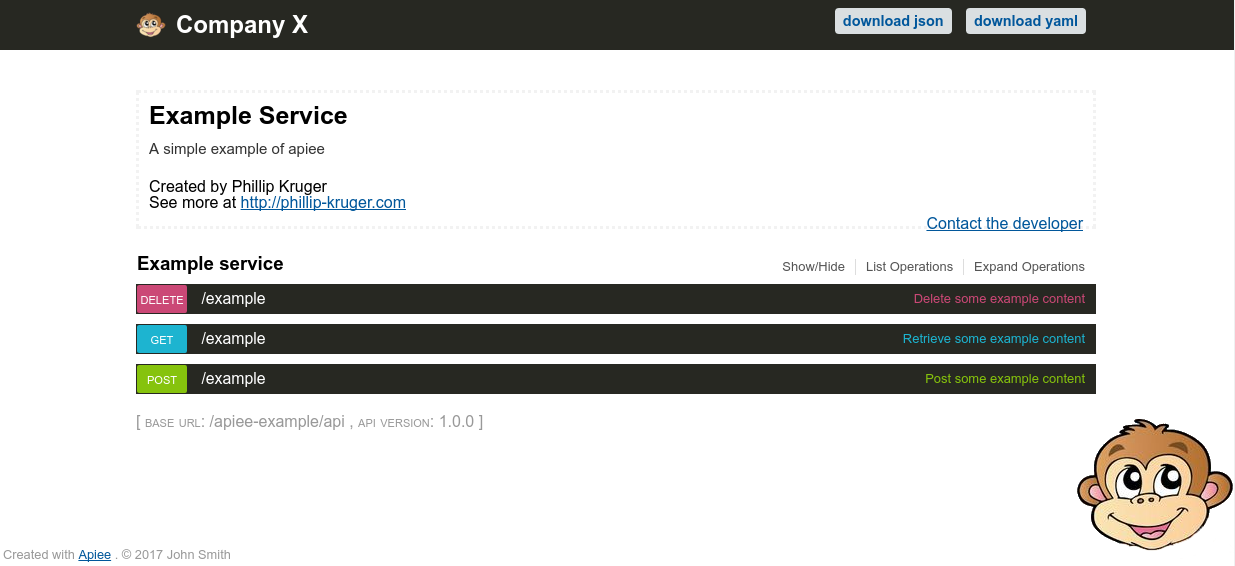 Company X
download json
download yaml
Example Service
A simple example of apiee
Created by Phillip Kruger
See more at http://phillip-kruger.com
Contact the developer
Example service
Show/Hide
List Operations
Expand Operations
DELETE /example Delete some example content
GET /example Retrieve some example content
POST /example Post some example content
[ BASE URL: /apiee-example/api , API VERSION: 1.0.0 ]
Created with Apiee . © 2017 John Smith